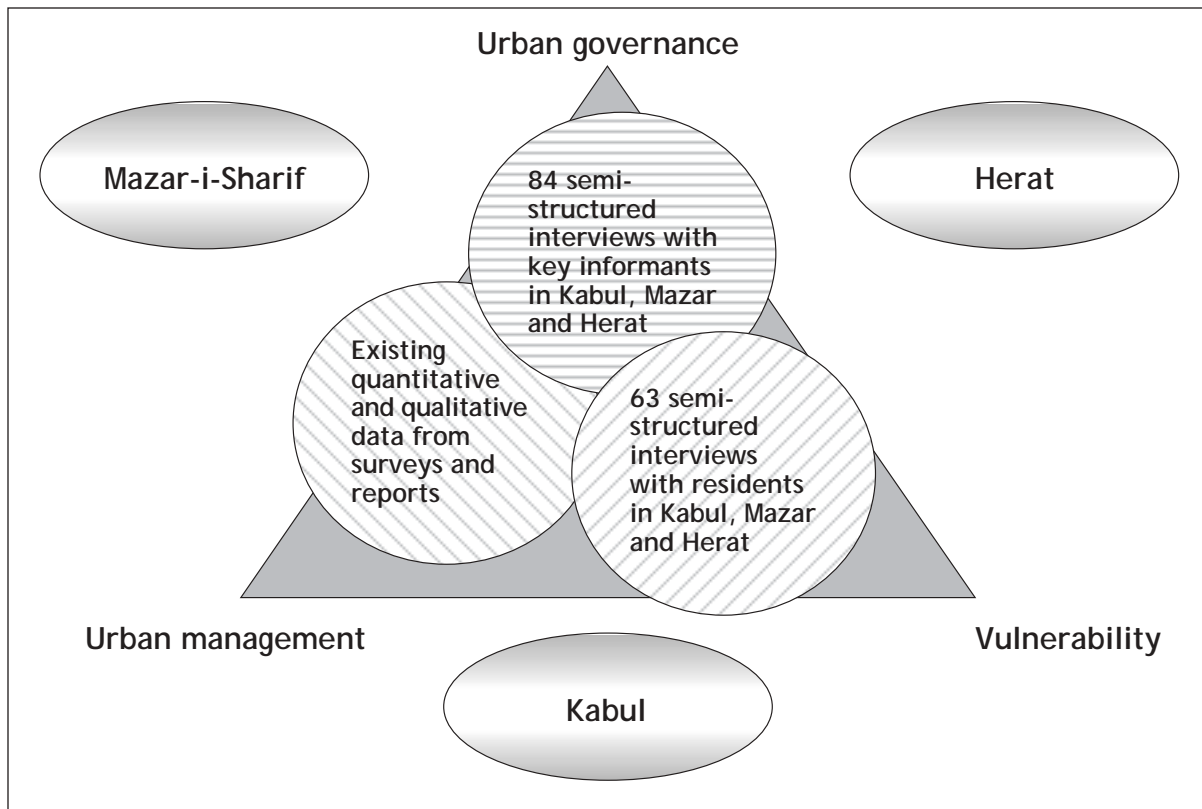 Urban governance
Mazar-i-Sharif
Herat
84 semi-
structured
interviews with
key informants
in Kabul, Mazar
and Herat
Existing
quantitative
and qualitative
data from
surveys and
reports
63 semi-
structured
interviews
with residents
in Kabul, Mazar
and Herat
Urban management
Vulnerability
Kabul